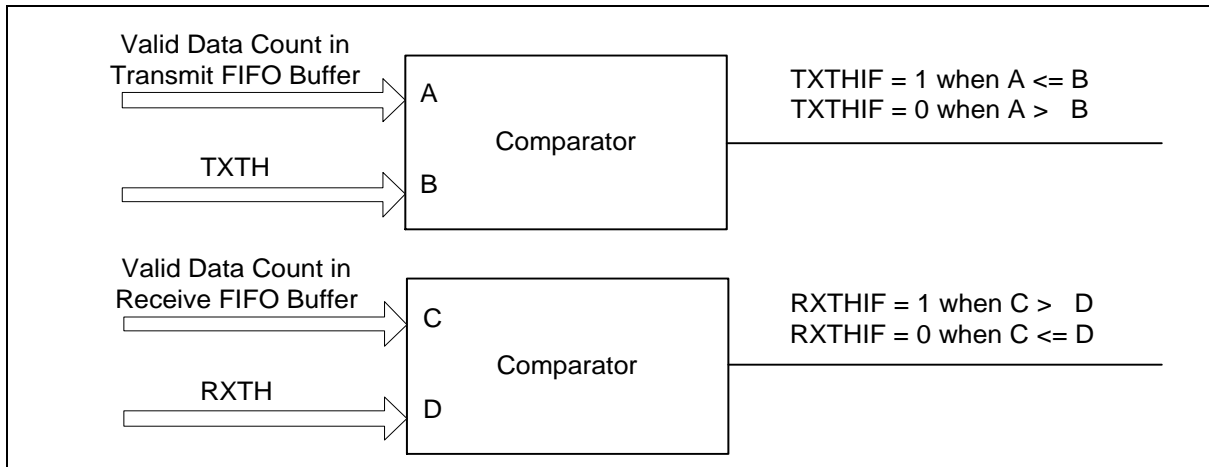 Valid Data Count in
Transmit FIFO Buffer
A
TXTH
B
Comparator
TXTHIF = 1 when A <= B
TXTHIF = 0 when A > B
Valid Data Count in
Receive FIFO Buffer
C
RXTH
D
Comparator
RXTHIF = 1 when C > D
RXTHIF = 0 when C <= D